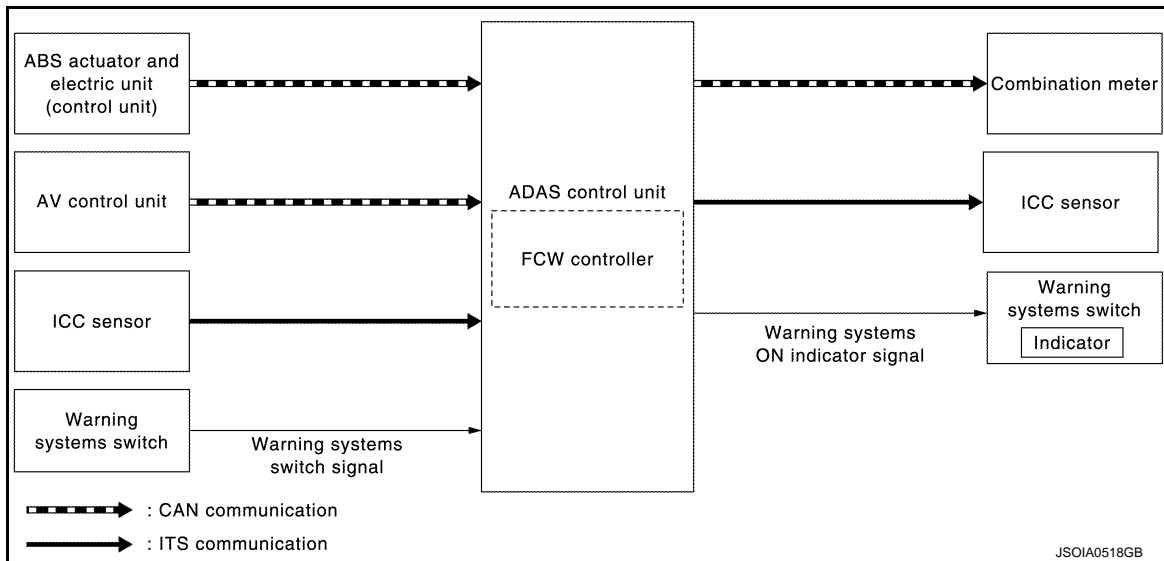 ABS actuator and
electric unit
(control unit)
AV control unit
ICC sensor
Warning
systems switch
Warning systems
switch signal
ADAS control unit
FCW controller
Combination meter
ICC sensor
Warning
systems switch
Indicator
Warning systems
ON indicator signal
: CAN communication
: ITS communication
JSOIA0518GB